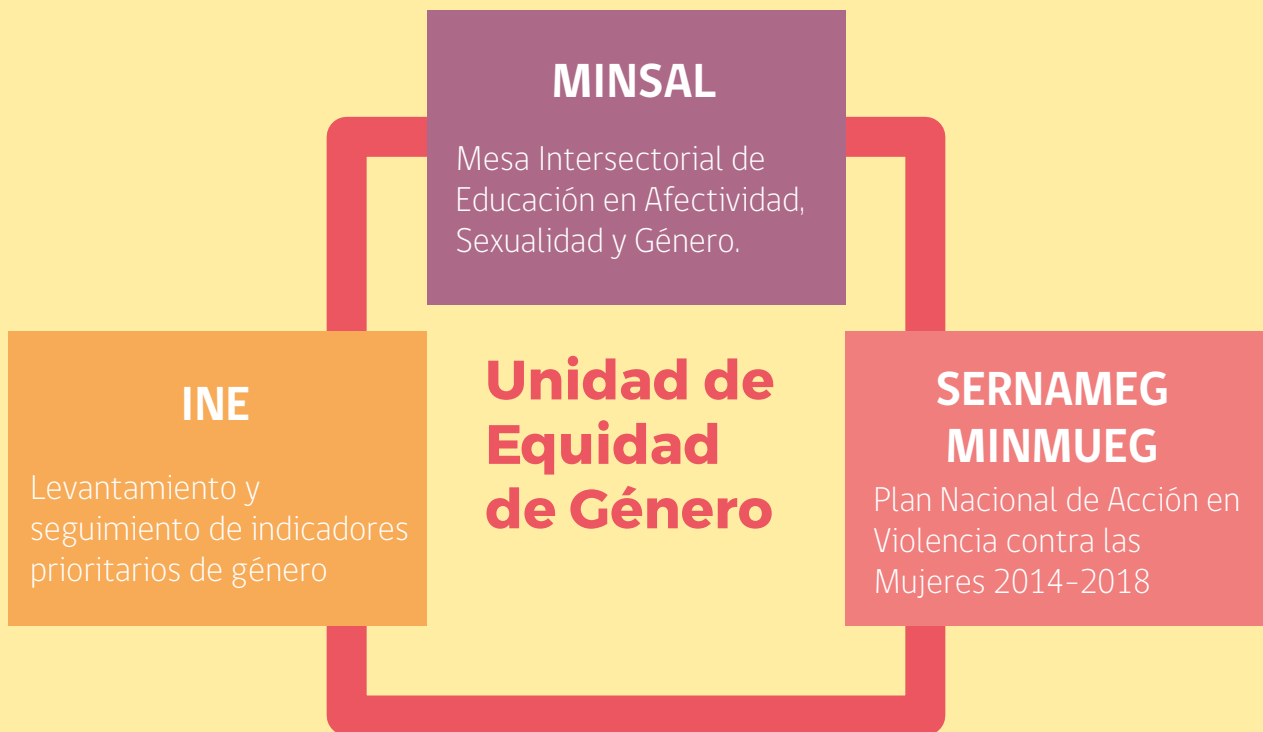 MINSAL
Mesa Intersectorial de
Educación en Afectividad,
Sexualidad y Género.
INE
Levantamiento y
seguimiento de indicadores
prioritarios de género
Unidad de
Equidad
de Género
SERNAMEG
MINMUEG
Plan Nacional de Acción en
Violencia contra las
Mujeres 2014-2018